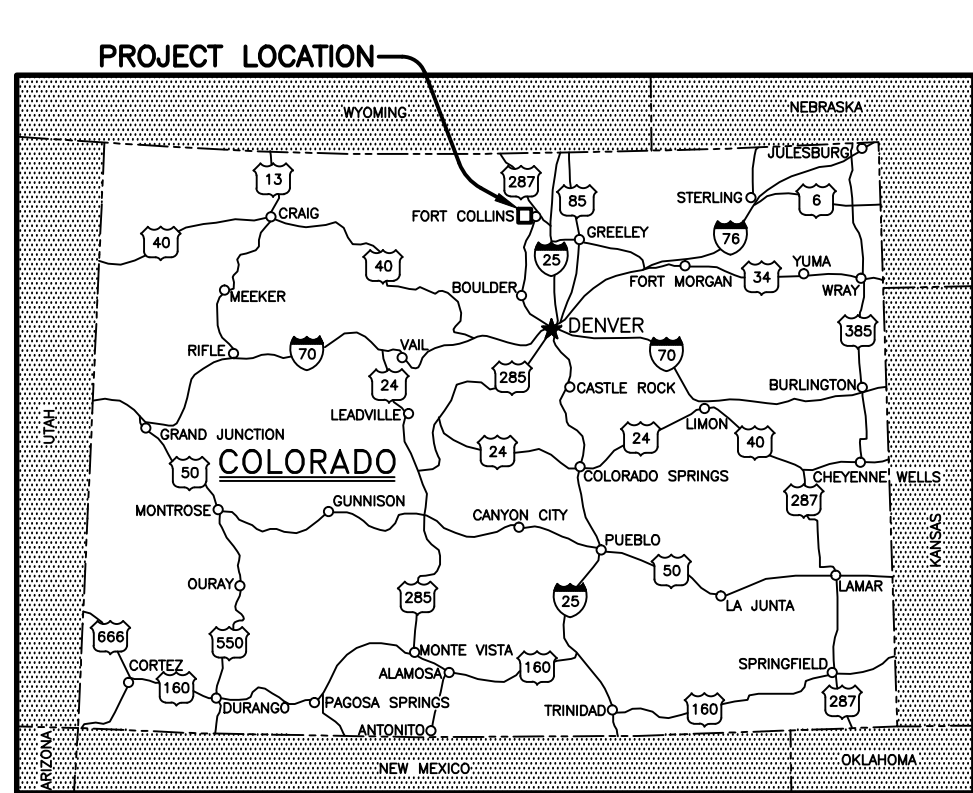 PROJECT LOCATION
WYOMING
NEBRASKA
JULESBURG
13
287
85
STERLING
6
CRAIG
FORT COLLINS
40
GREELEY
76
40
25
FORT MORGAN
34
YUMA
WRAY
MEEKER
BOULDER
DENVER
385
RIFLE
70
VAIL
70
24
285
CASTLE ROCK
BURLINGTON
LEADVILLE
LIMON
UTAH
GRAND JUNCTION
24
24
40
COLORADO
50
COLORADO SPRINGS
CHEYENNE WELLS
287
MONTROSE
GUNNISON
CANYON CITY
KANSAS
PUEBLO
50
OURAY
285
25
LAMAR
LA JUNTA
666
550
MONTE VISTA
CORTEZ
160
ALAMOSA
160
SPRINGFIELD
DURANGO
PAGOSA SPRINGS
TRINIDAD
160
287
ANTONITO
ARIZONA
NEW MEXICO
OKLAHOMA